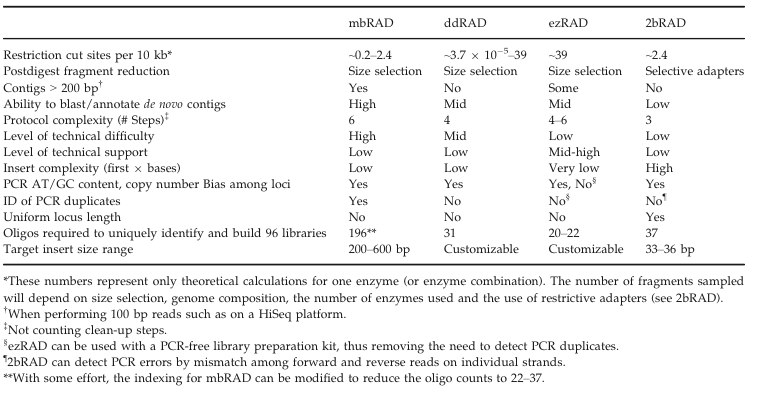 mbRAD ddRAD ezRAD 2bRAD
Restriction cut sites per 10 kb* ~0.2–2.4 ~3.7 × 10−5–39 ~39 ~2.4
Postdigest fragment reduction Size selection Size selection Size selection Selective adapters
Contigs > 200 bp† Yes No Some No
Ability to blast/annotate de novo contigs High Mid Mid Low
Protocol complexity (# Steps)‡ 6 4 4–6 3
Level of technical difficulty High Mid Low Low
Level of technical support Low Low Mid-high Low
Insert complexity (first × bases) Low Low Very low High
PCR AT/GC content, copy number Bias among loci Yes Yes Yes, No§ Yes
ID of PCR duplicates Yes No No§ No¶
Uniform locus length No No No Yes
Oligos required to uniquely identify and build 96 libraries 196** 31 20–22 37
Target insert size range 200–600 bp Customizable Customizable 33–36 bp
*These numbers represent only theoretical calculations for one enzyme (or enzyme combination). The number of fragments sampled
will depend on size selection, genome composition, the number of enzymes used and the use of restrictive adapters (see 2bRAD).
†When performing 100 bp reads such as on a HiSeq platform.
‡Not counting clean-up steps.
§ezRAD can be used with a PCR-free library preparation kit, thus removing the need to detect PCR duplicates.
¶2bRAD can detect PCR errors by mismatch among forward and reverse reads on individual strands.
**With some effort, the indexing for mbRAD can be modified to reduce the oligo counts to 22–37.